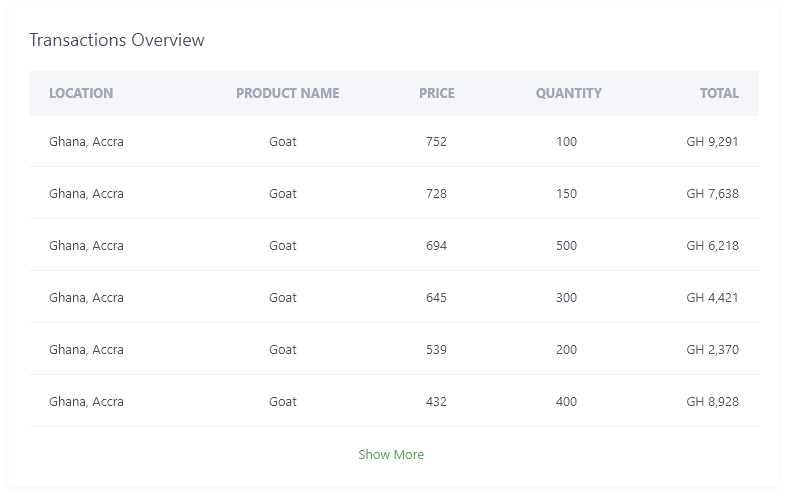 Transactions Overview
LOCATION PRODUCT NAME PRICE QUANTITY TOTAL
Ghana, Accra Goat 752 100 GH 9,291
Ghana, Accra Goat 728 150 GH 7,638
Ghana, Accra Goat 694 500 GH 6,218
Ghana, Accra Goat 645 300 GH 4,421
Ghana, Accra Goat 539 200 GH 2,370
Ghana, Accra Goat 432 400 GH 8,928
Show More